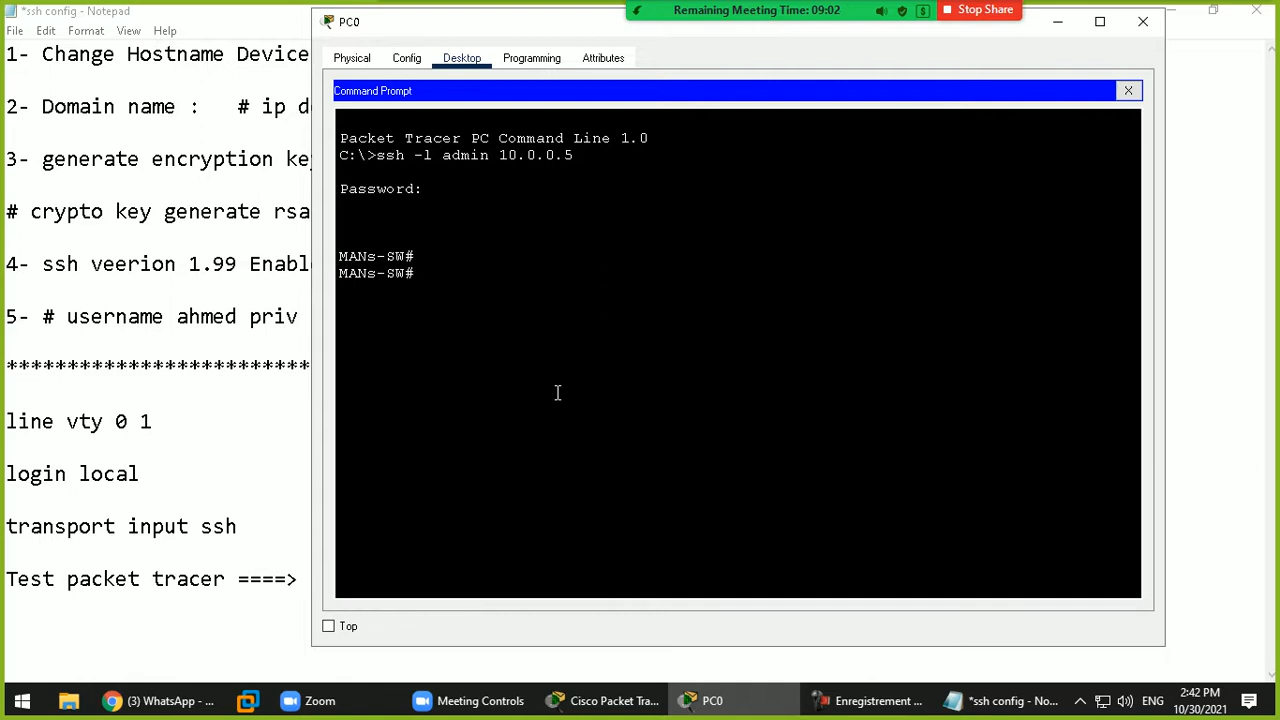 *ssh config - Notepad
File Edit Format View Help
1- Change Hostname Device
2- Domain name :   # ip d
3- generate encryption key
# crypto key generate rsa
4- ssh veerion 1.99 Enabl
5- # username ahmed priv
*************************
line vty 0 1
login local
transport input ssh
Test packet tracer ====>
Remaining Meeting Time: 09:02
Stop Share
PC0
Physical Config Desktop Programming Attributes
Command Prompt
Packet Tracer PC Command Line 1.0
C:\>ssh -l admin 10.0.0.5
Password:
MANs-SW#
MANs-SW#
Top
(3) WhatsApp - ...
Zoom
Meeting Controls
Cisco Packet Tra...
PC0
Enregistrement ...
*ssh config - No...
ENG
2:42 PM
10/30/2021